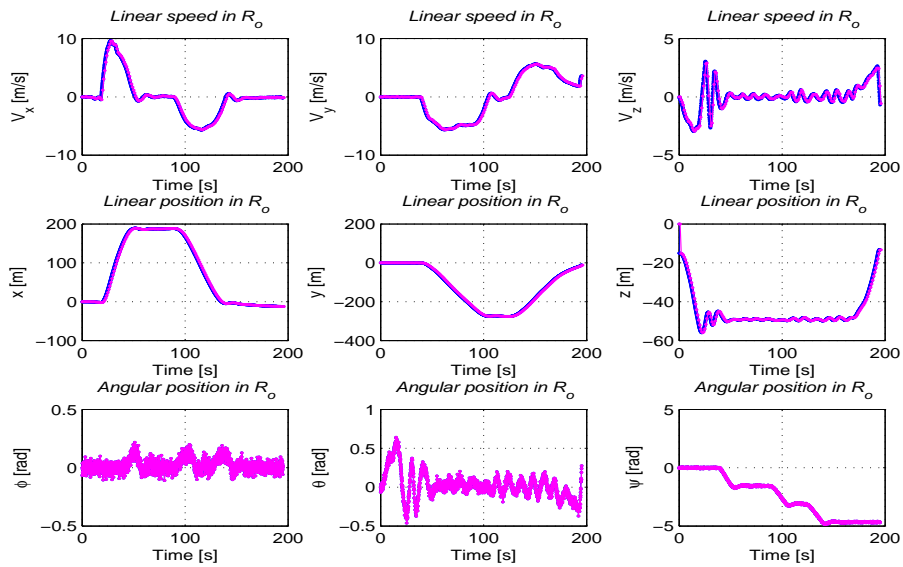 Linear speed in R_o
Linear speed in R_o
Linear speed in R_o
10
0
−10
V_x [m/s]
0 100 200
Time [s]
10
0
−10
V_y [m/s]
0 100 200
Time [s]
5
0
−5
V_z [m/s]
0 100 200
Time [s]
Linear position in R_o
Linear position in R_o
Linear position in R_o
200
100
0
−100
x [m]
0 100 200
Time [s]
200
0
−200
−400
y [m]
0 100 200
Time [s]
0
−20
−40
−60
z [m]
0 100 200
Time [s]
Angular position in R_o
Angular position in R_o
Angular position in R_o
0.5
0
−0.5
ϕ [rad]
0 100 200
Time [s]
1
0.5
0
−0.5
θ [rad]
0 100 200
Time [s]
5
0
−5
ψ [rad]
0 100 200
Time [s]